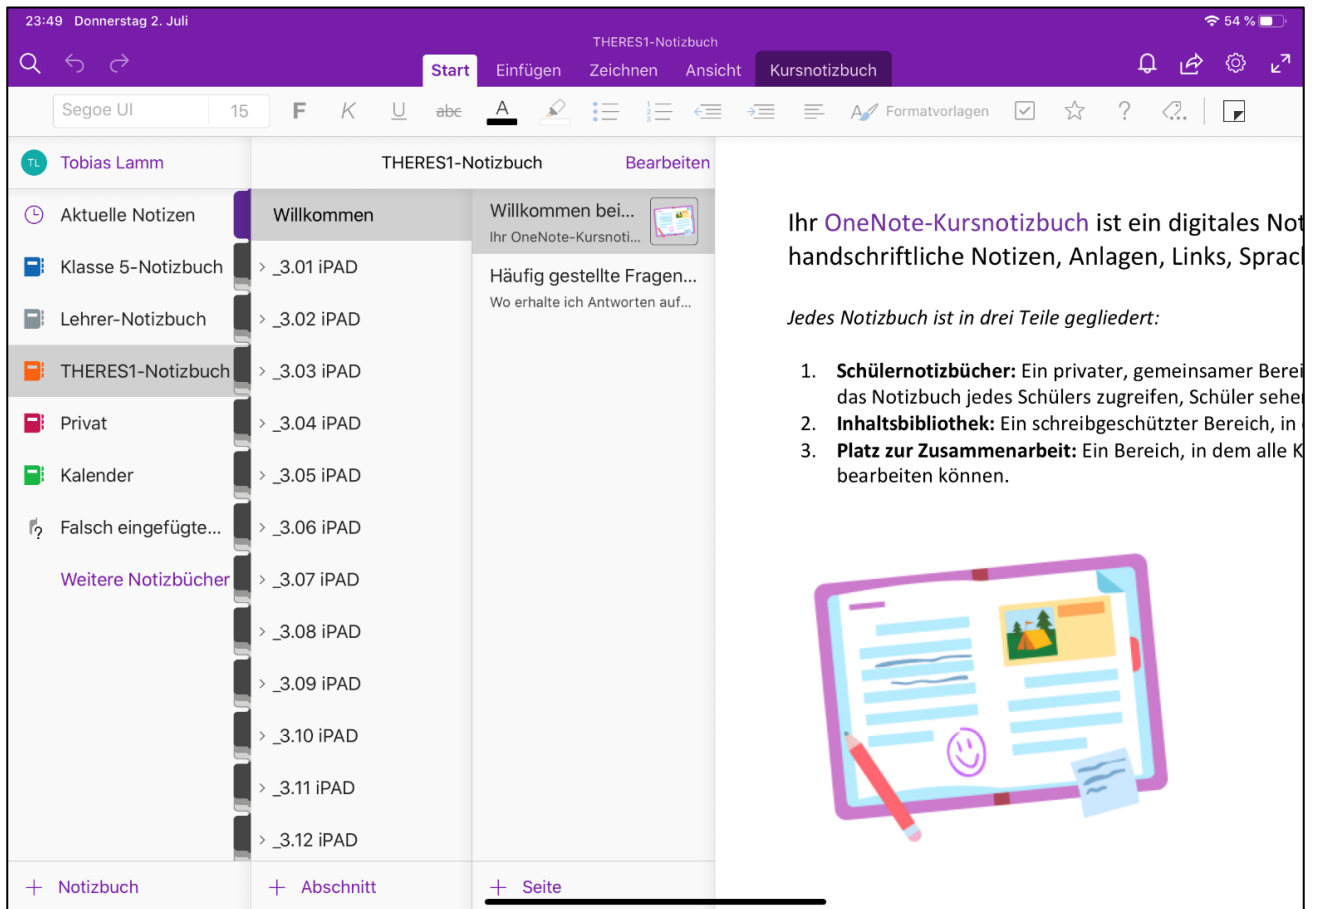 23:49 Donnerstag 2. Juli
54 %
THERES1-Notizbuch
Start Einfügen Zeichnen Ansicht Kursnotizbuch
Segoe UI 15 F K U abc A Formatvorlagen ?
TL Tobias Lamm
Aktuelle Notizen
Klasse 5-Notizbuch
Lehrer-Notizbuch
THERES1-Notizbuch
Privat
Kalender
Falsch eingefügte...
Weitere Notizbücher
+ Notizbuch
THERES1-Notizbuch Bearbeiten
Willkommen
> _3.01 iPAD
> _3.02 iPAD
> _3.03 iPAD
> _3.04 iPAD
> _3.05 iPAD
> _3.06 iPAD
> _3.07 iPAD
> _3.08 iPAD
> _3.09 iPAD
> _3.10 iPAD
> _3.11 iPAD
> _3.12 iPAD
+ Abschnitt
Willkommen bei...
Ihr OneNote-Kursnoti...
Häufig gestellte Fragen...
Wo erhalte ich Antworten auf...
+ Seite
Ihr OneNote-Kursnotizbuch ist ein digitales Not
handschriftliche Notizen, Anlagen, Links, Sprach
Jedes Notizbuch ist in drei Teile gegliedert:
1. Schülernotizbücher: Ein privater, gemeinsamer Berei
das Notizbuch jedes Schülers zugreifen, Schüler sehe
2. Inhaltsbibliothek: Ein schreibgeschützter Bereich, in
3. Platz zur Zusammenarbeit: Ein Bereich, in dem alle K
bearbeiten können.